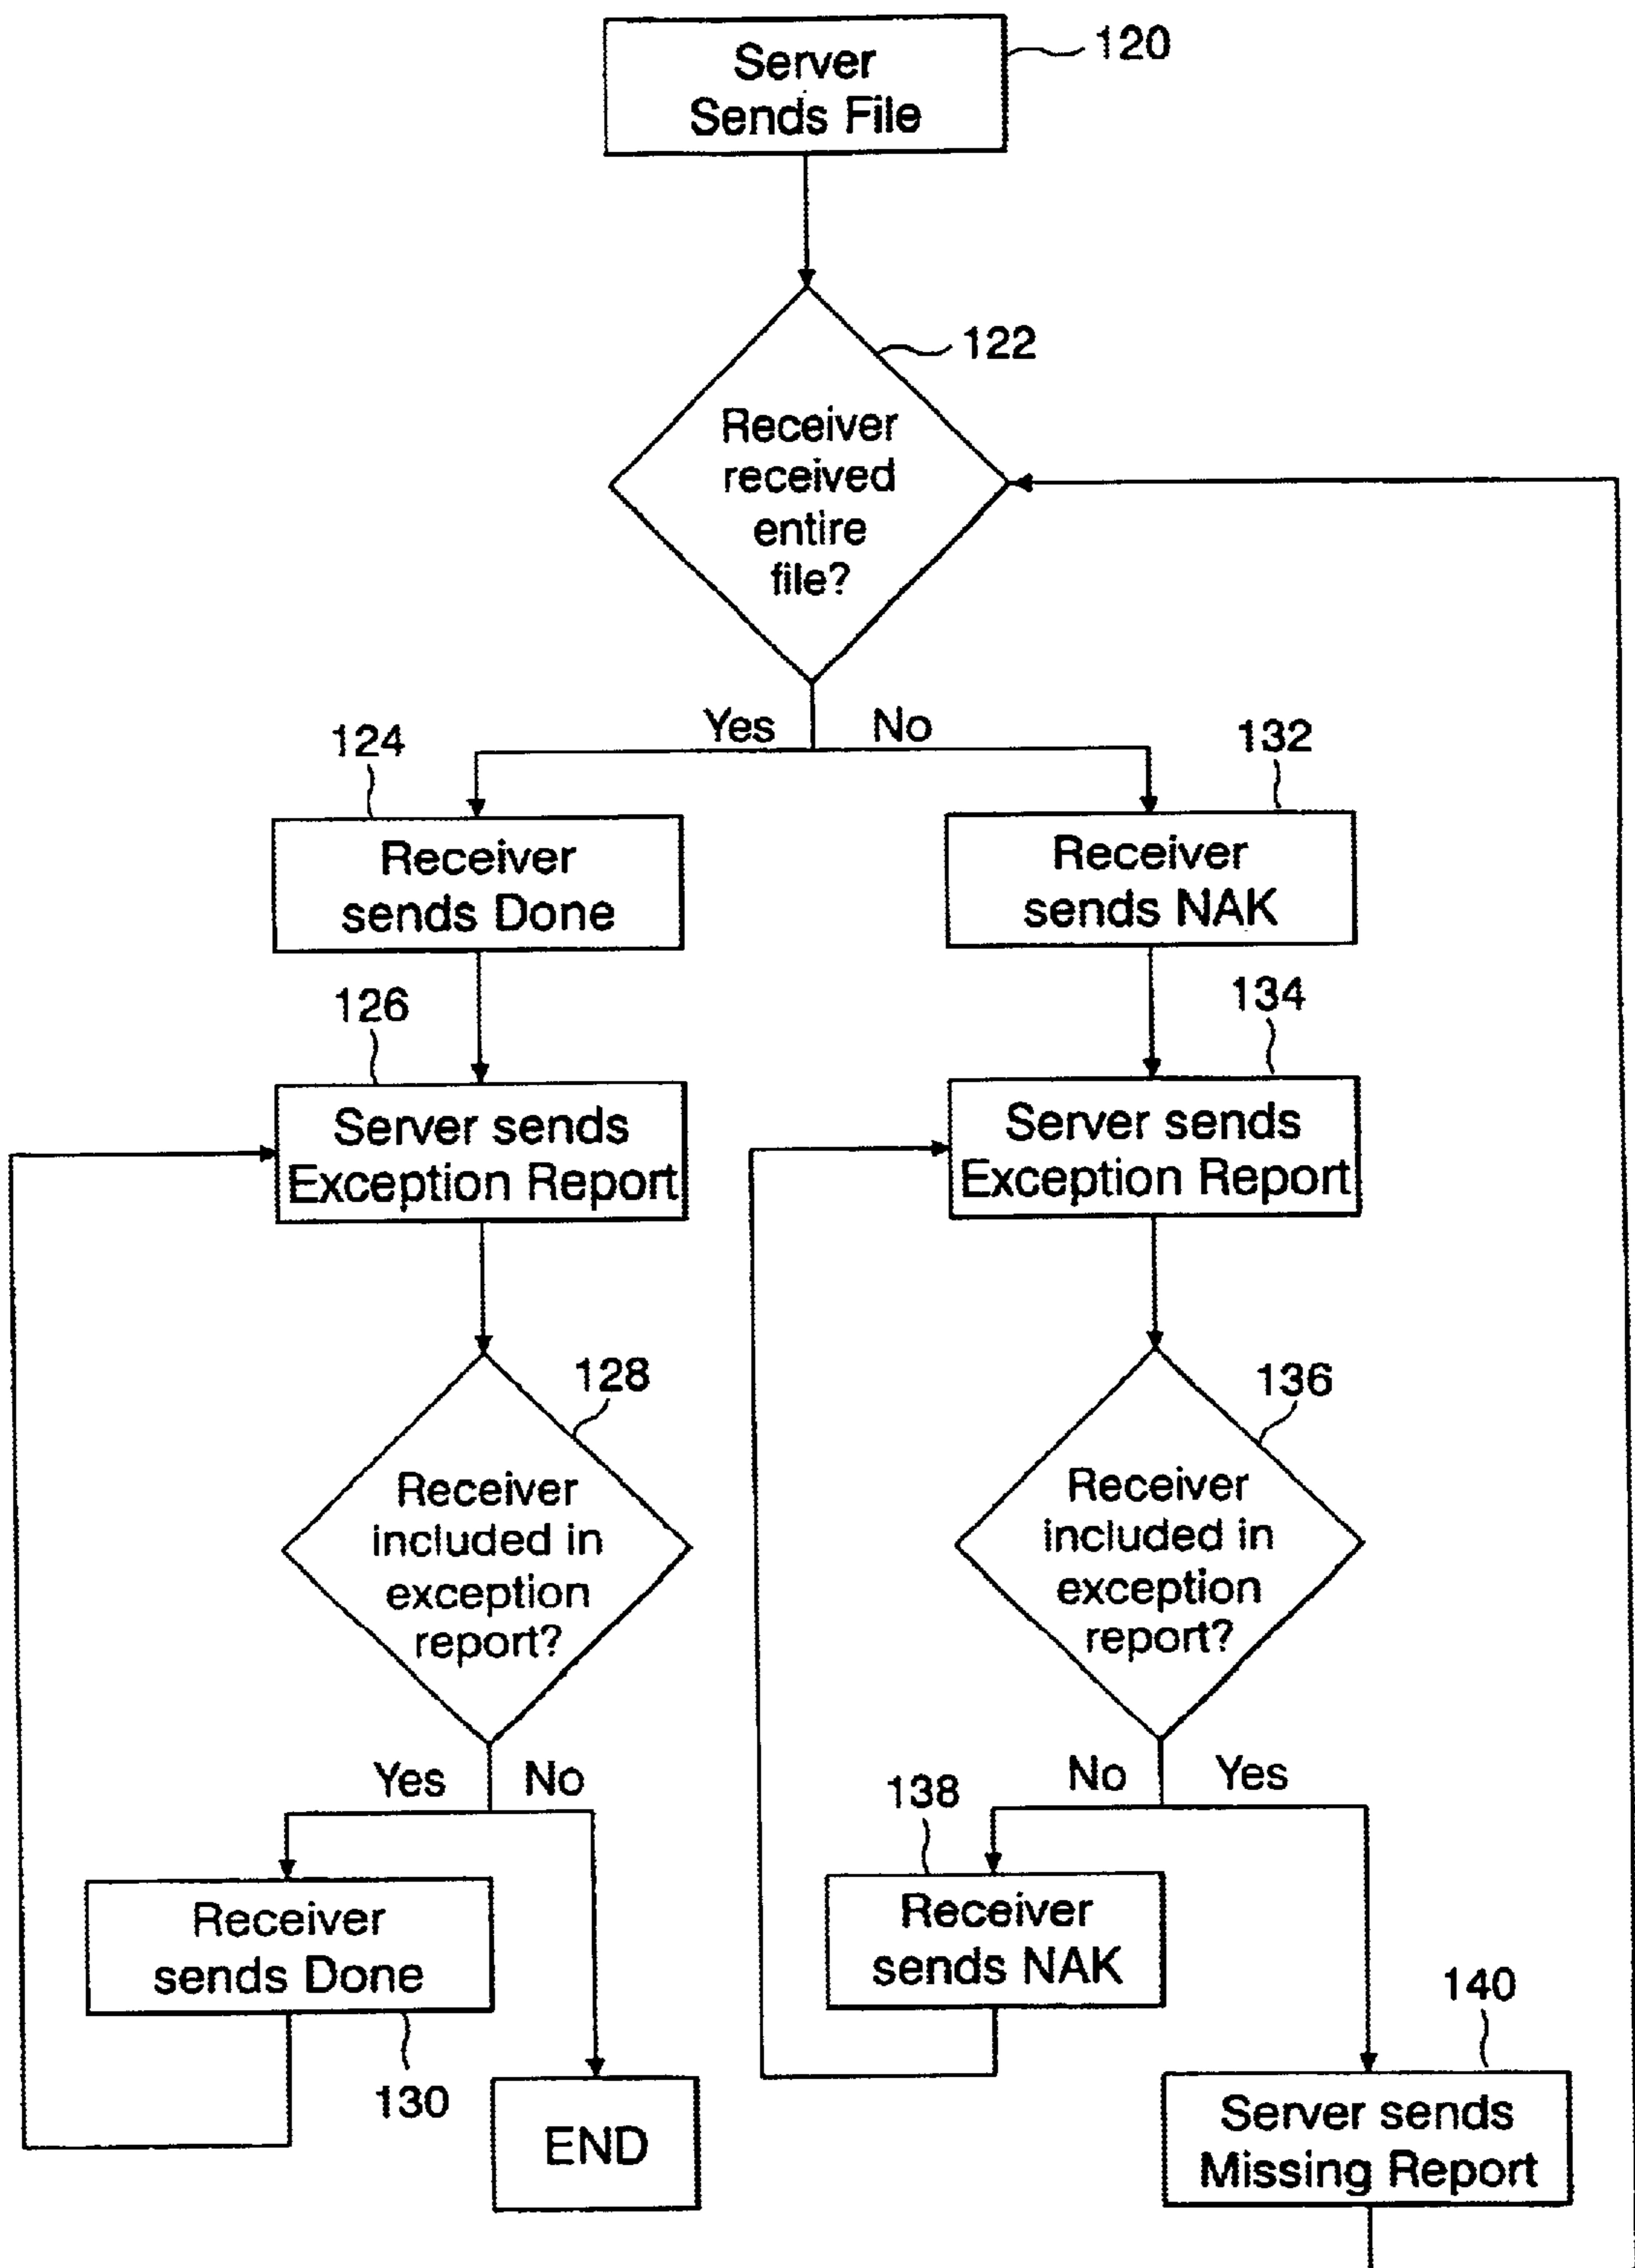 Server
Sends File
120
122
Receiver
received
entire
file?
Yes
No
124
132
Receiver
sends Done
Receiver
sends NAK
126
134
Server sends
Exception Report
Server sends
Exception Report
128
136
Receiver
included in
exception
report?
Receiver
included in
exception
report?
Yes
No
No
Yes
138
Receiver
sends Done
Receiver
sends NAK
130
140
END
Server sends
Missing Report